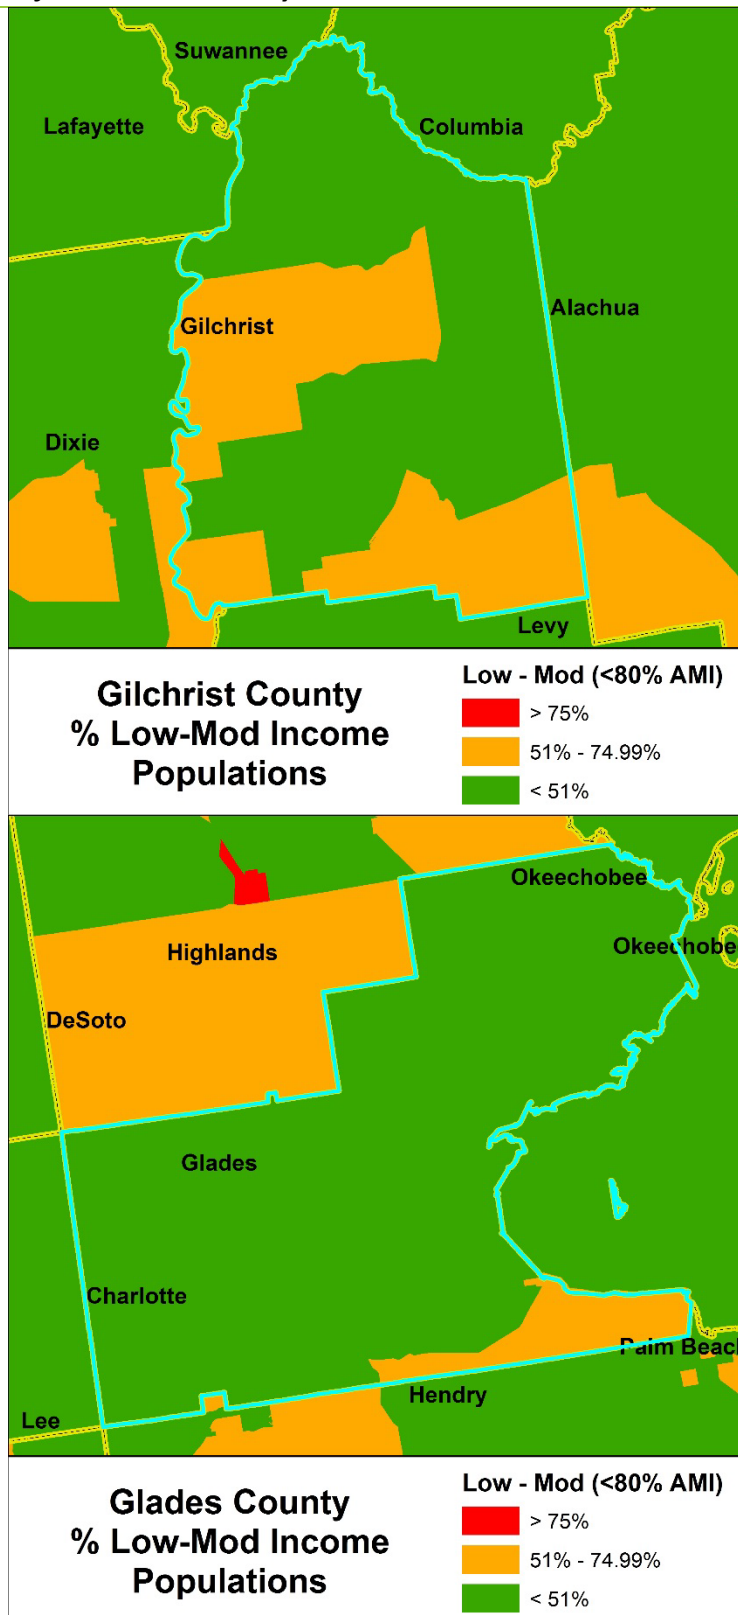 Suwannee
Lafayette
Columbia
Alachua
Gilchrist
Dixie
Levy
Gilchrist County
% Low-Mod Income
Populations
Low - Mod (<80% AMI)
> 75%
51% - 74.99%
< 51%
Okeechobee
Okeechobe
Highlands
DeSoto
Glades
Charlotte
Palm Beach
Hendry
Lee
Glades County
% Low-Mod Income
Populations
Low - Mod (<80% AMI)
> 75%
51% - 74.99%
< 51%